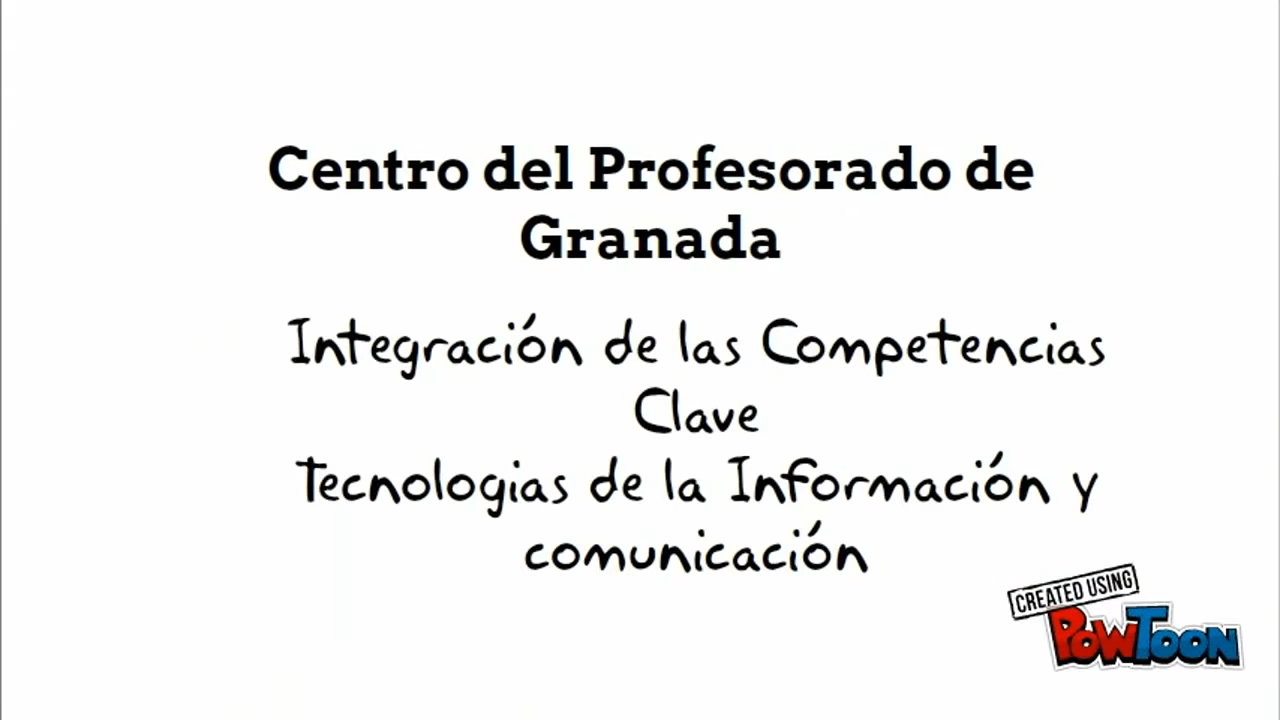 Centro del Profesorado de
Granada
Integración de las Competencias
Clave
Tecnologias de la Información y
comunicación
CREATED USING
POWTOON